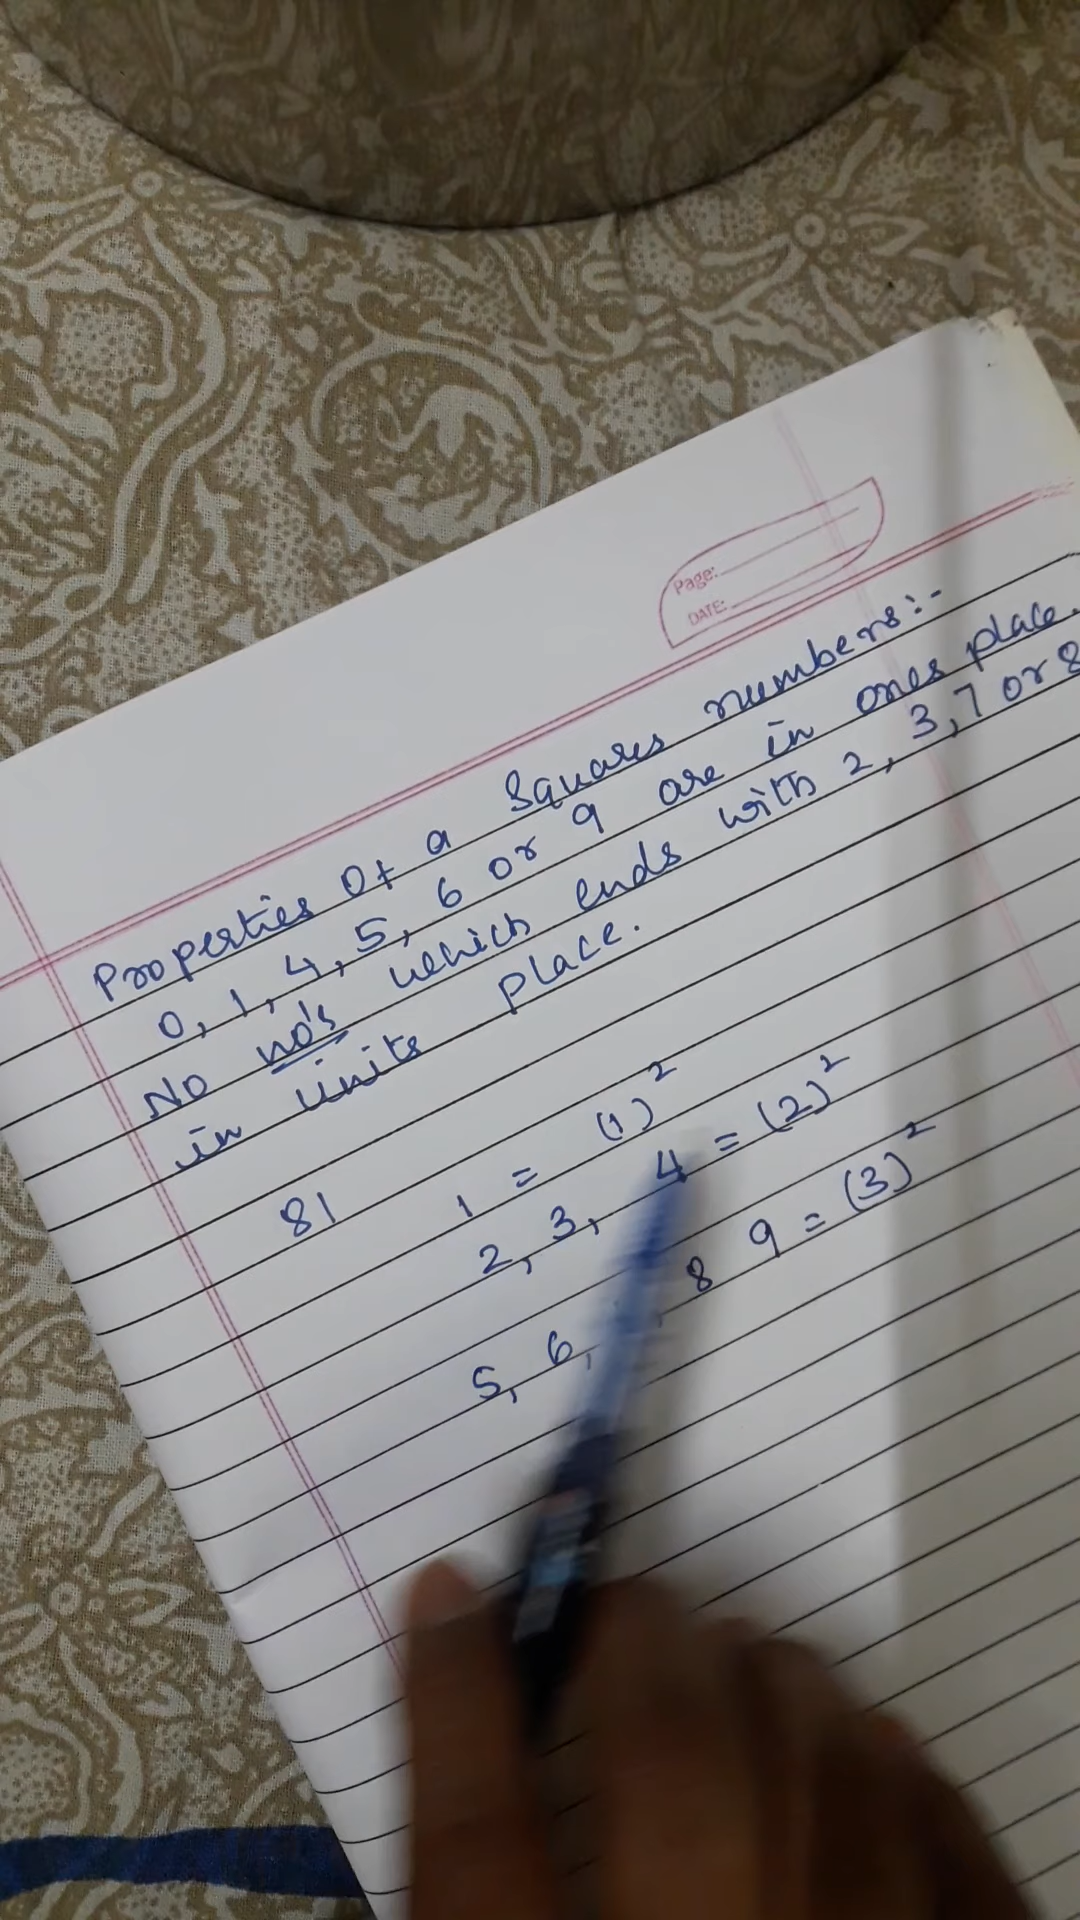 Page:
DATE:
Properties Of a Squares numbers:-
0, 1, 4, 5, 6 or 9 are in ones place.
No no's which ends with 2, 3, 7 or 8
in units place.
81 1 = (1)²
2, 3, 4 = (2)²
5, 6, , 8 9 = (3)²